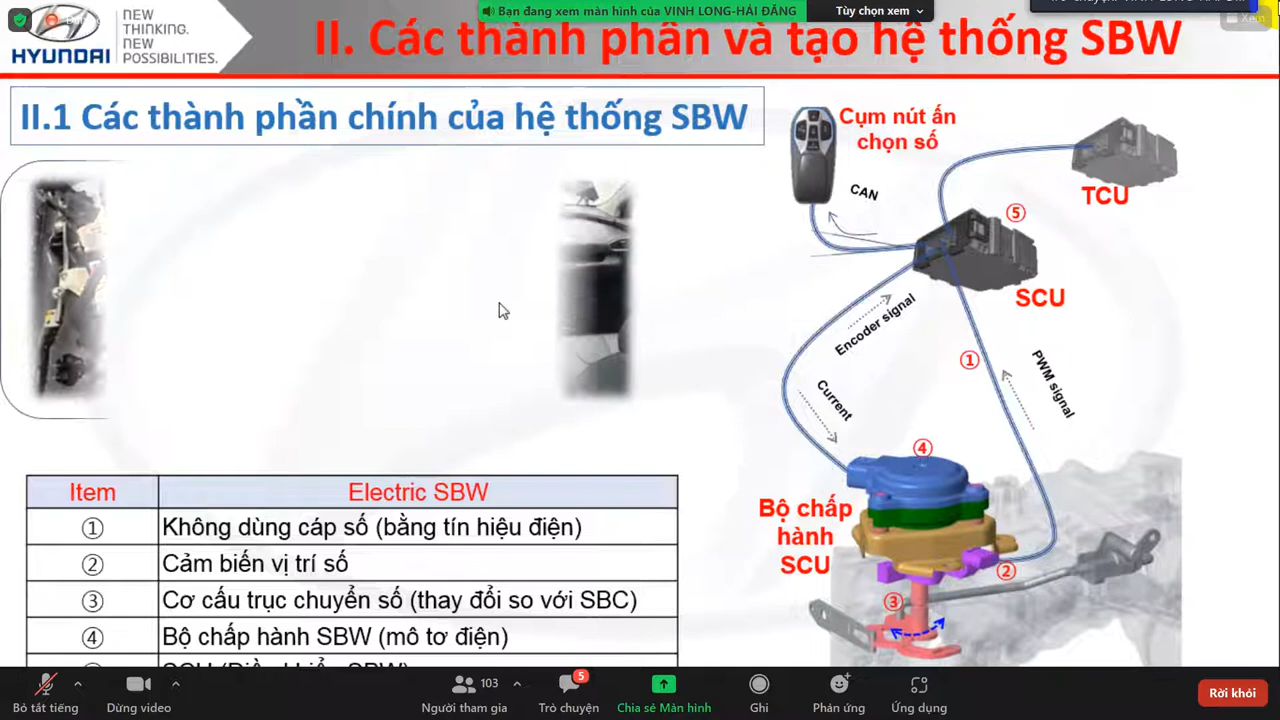 Bạn đang xem màn hình của VINH LONG-HẢI ĐĂNG
Tùy chọn xem
Xem
HYUNDAI
NEW
THINKING.
NEW
POSSIBILITIES.
II. Các thành phần và tạo hệ thống SBW
II.1 Các thành phần chính của hệ thống SBW
Cụm nút ấn
chọn số
TCU
CAN
⑤
SCU
Encoder signal
①
PWM signal
Current
④
Bộ chấp
hành
SCU
②
③
Item
Electric SBW
① Không dùng cáp số (bằng tín hiệu điện)
② Cảm biến vị trí số
③ Cơ cấu trục chuyển số (thay đổi so với SBC)
④ Bộ chấp hành SBW (mô tơ điện)
5
103
Bỏ tắt tiếng
Dừng video
Người tham gia
Trò chuyện
Chia sẻ Màn hình
Ghi
Phản ứng
Ứng dụng
Rời khỏi